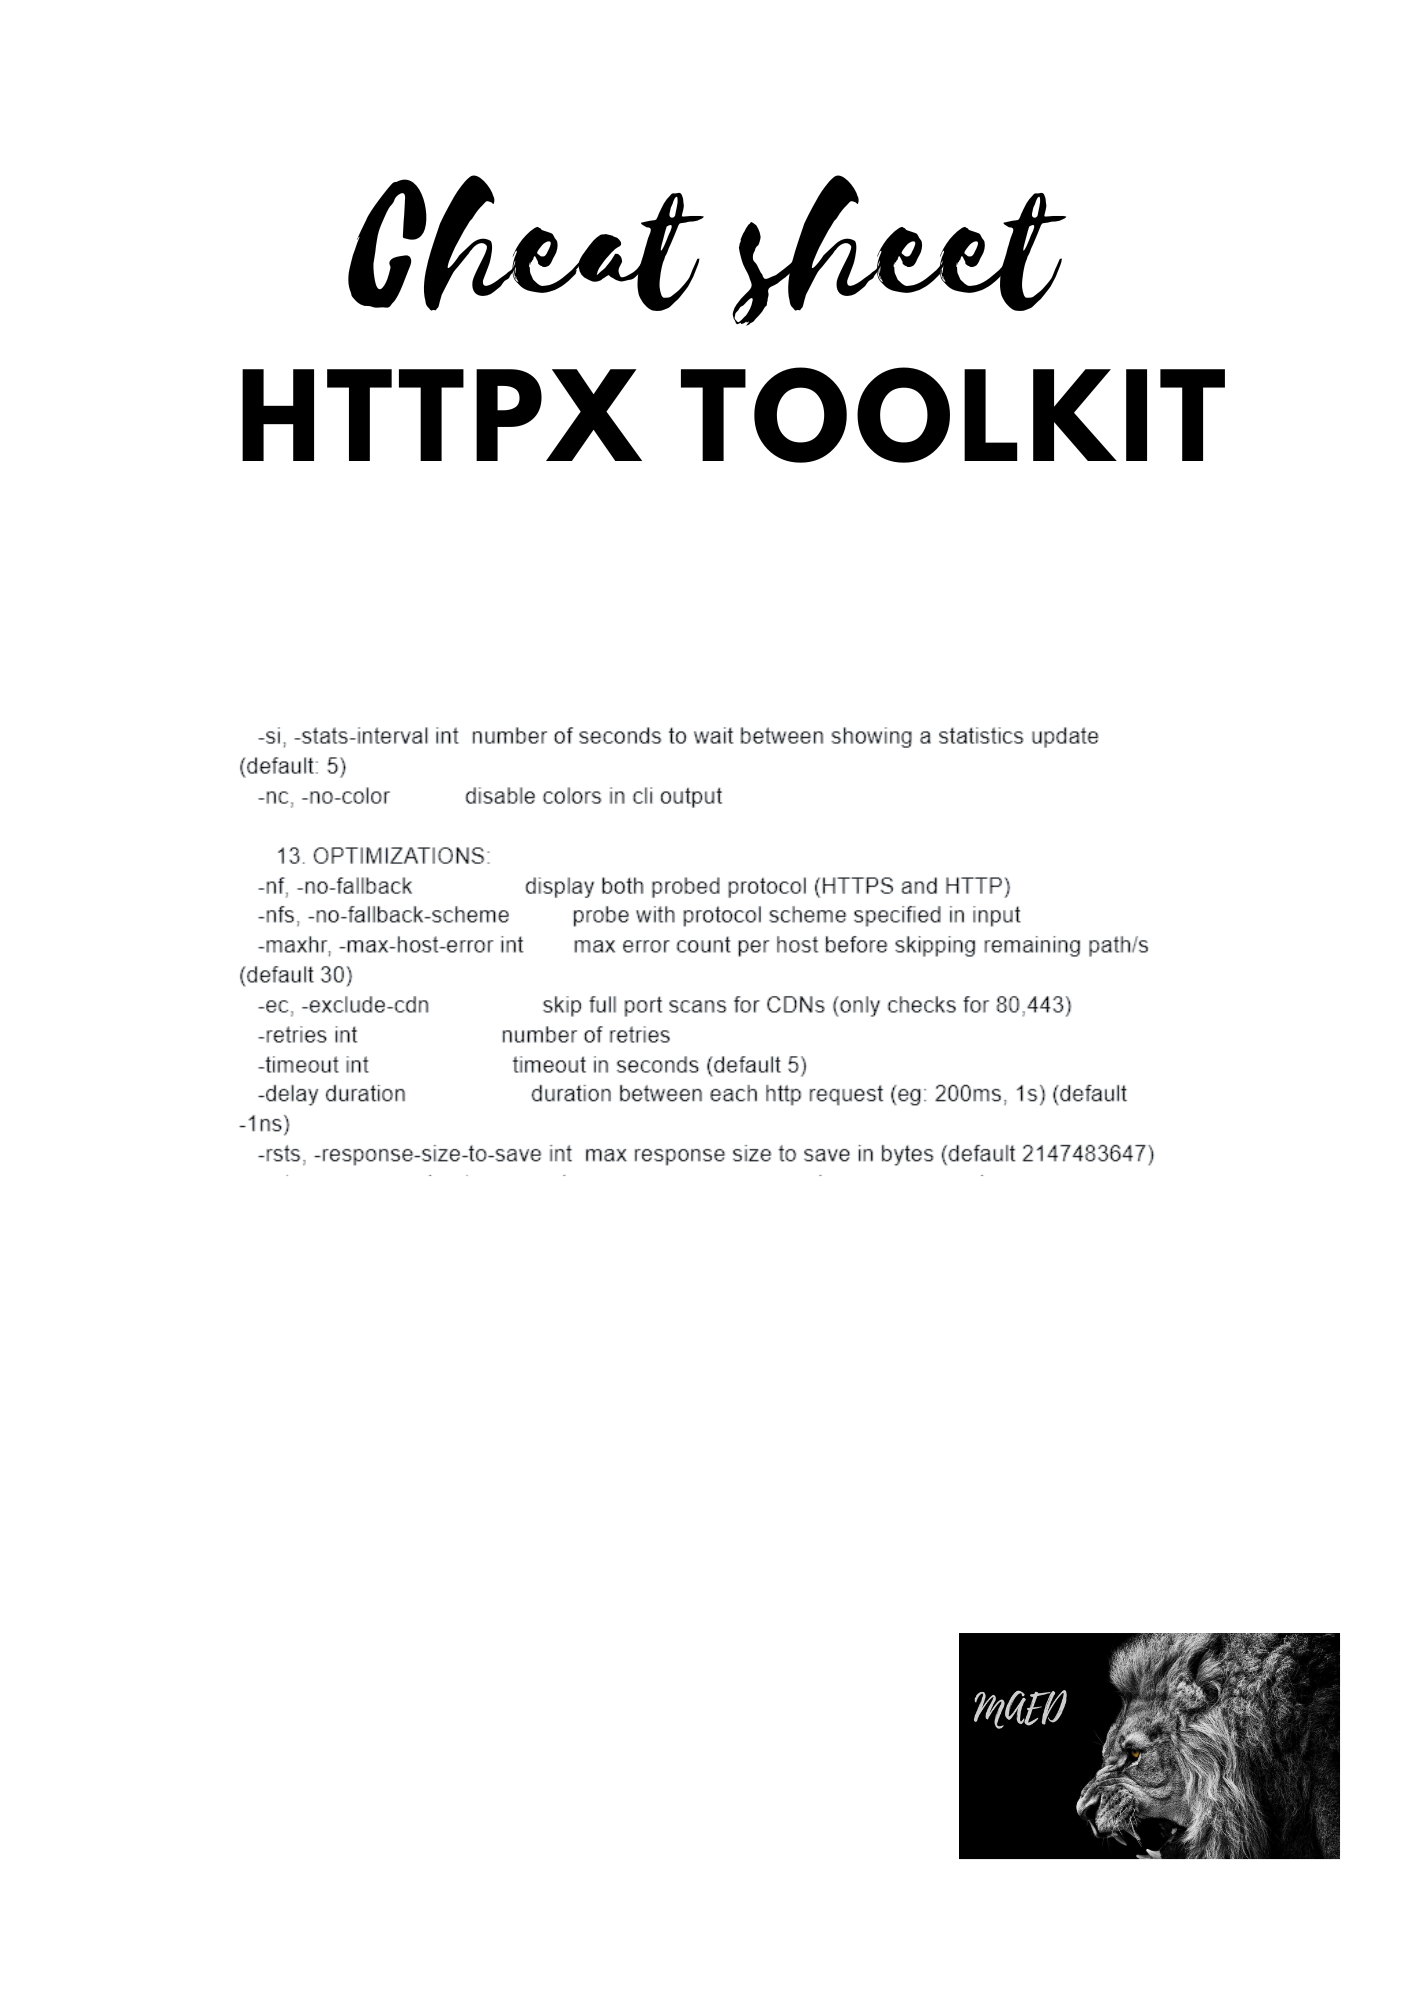 Cheat sheet
HTTPX TOOLKIT
-si, -stats-interval int  number of seconds to wait between showing a statistics update
(default: 5)
-nc, -no-color            disable colors in cli output
13. OPTIMIZATIONS:
-nf, -no-fallback                  display both probed protocol (HTTPS and HTTP)
-nfs, -no-fallback-scheme          probe with protocol scheme specified in input
-maxhr, -max-host-error int        max error count per host before skipping remaining path/s
(default 30)
-ec, -exclude-cdn                  skip full port scans for CDNs (only checks for 80,443)
-retries int                       number of retries
-timeout int                       timeout in seconds (default 5)
-delay duration                    duration between each http request (eg: 200ms, 1s) (default
-1ns)
-rsts, -response-size-to-save int  max response size to save in bytes (default 2147483647)
MAED